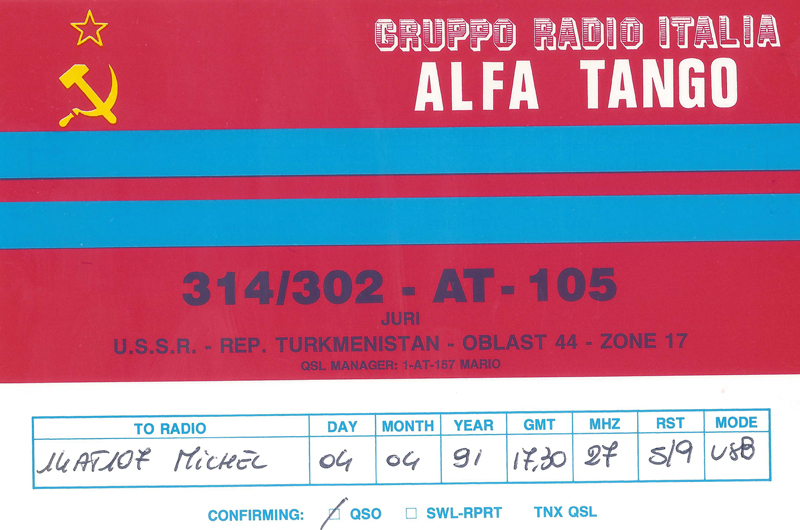 GRUPPO RADIO ITALIA
ALFA TANGO
314/302 - AT - 105
JURI
U.S.S.R. - REP. TURKMENISTAN - OBLAST 44 - ZONE 17
QSL MANAGER: 1-AT-157 MARIO
TO RADIO DAY MONTH YEAR GMT MHZ RST MODE
14AT107 MICHEL 04 04 91 17,30 27 5/9 USB
CONFIRMING: QSO SWL-RPRT TNX QSL